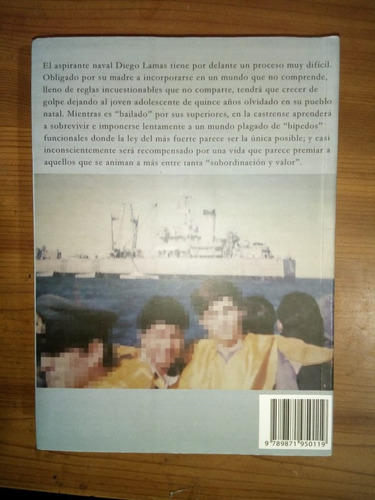 El aspirante naval Diego Lamas tiene por delante un proceso muy difícil.
Obligado por su madre a incorporarse en un mundo que no comprende,
lleno de reglas incuestionables que no comparte, tendrá que crecer de
golpe dejando al joven adolescente de quince años olvidado en su pueblo
natal. Mientras es "bailado" por sus superiores, en la castrense aprenderá
a sobrevivir e imponerse lentamente a un mundo plagado de "bípedos"
funcionales donde la ley del más fuerte parece ser la única posible; y casi
inconscientemente será recompensado por una vida que parece premiar a
aquellos que se animan a más entre tanta "subordinación y valor".
9 789871 950119